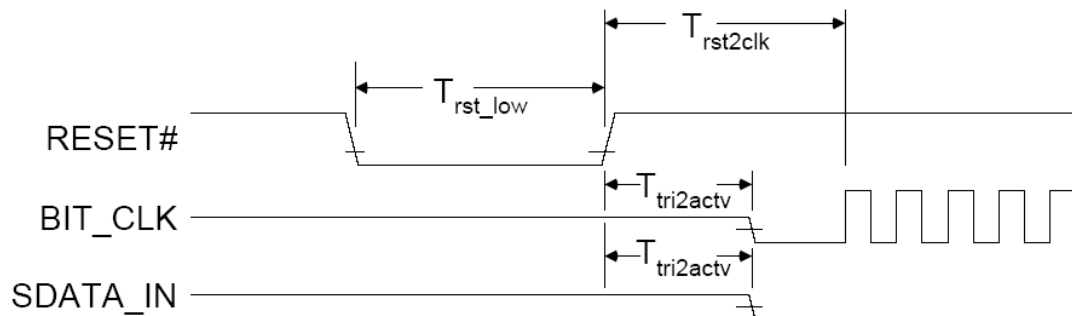 T_rst2clk
T_rst_low
RESET#
T_tri2actv
BIT_CLK
T_tri2actv
SDATA_IN